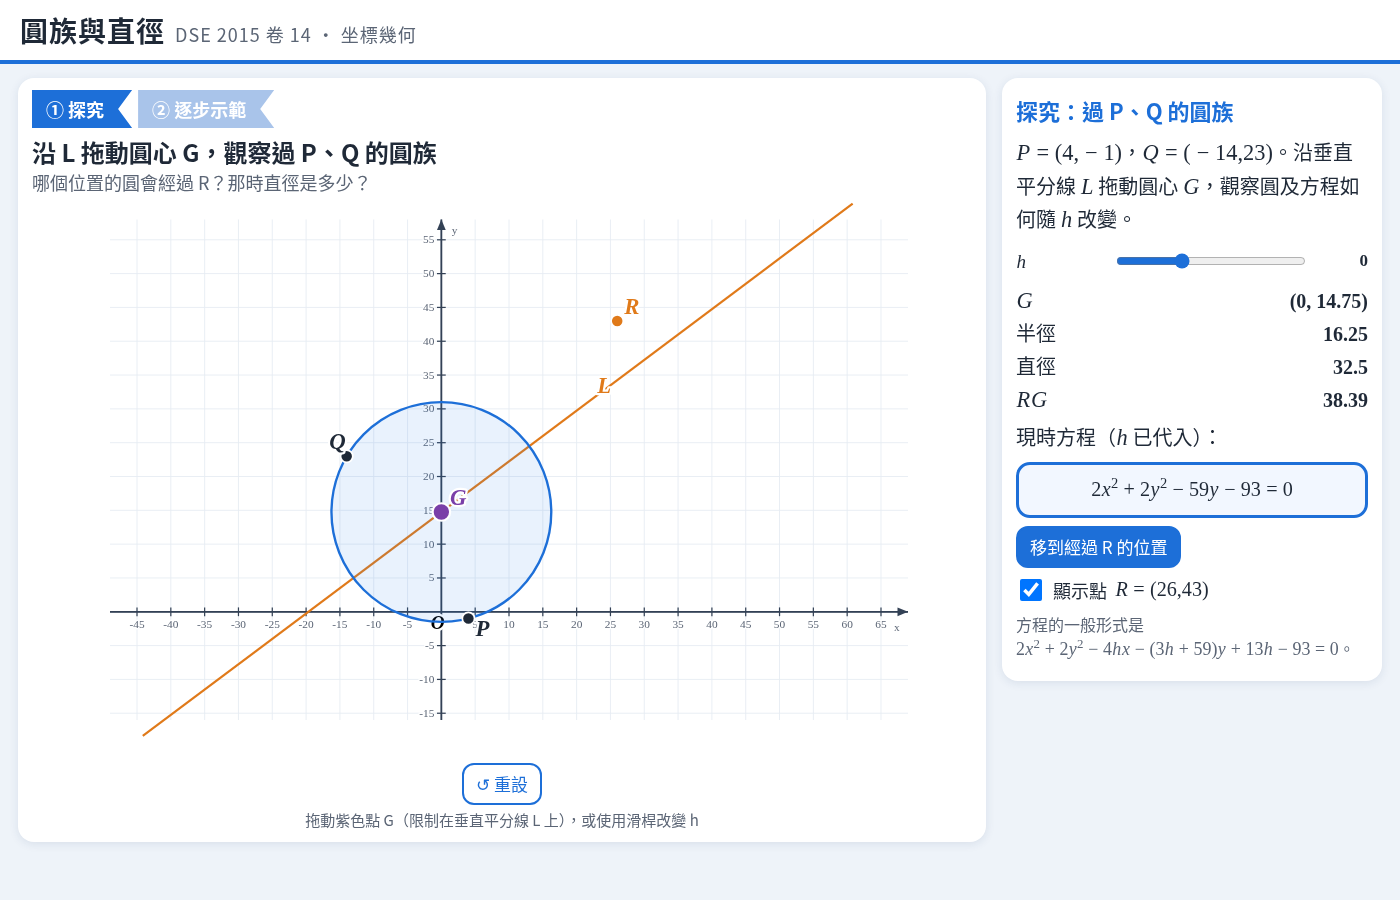 圓族與直徑 DSE 2015 卷 14 · 坐標幾何
① 探究
② 逐步示範
沿 L 拖動圓心 G，觀察過 P、Q 的圓族
哪個位置的圓會經過 R？那時直徑是多少？
y
55
50
45
40
35
30
25
20
15
10
5
-5
-10
-15
-45 -40 -35 -30 -25 -20 -15 -10 -5 O 5 10 15 20 25 30 35 40 45 50 55 60 65 x
R
L
Q
G
P
↺ 重設
拖動紫色點 G（限制在垂直平分線 L 上），或使用滑桿改變 h
探究：過 P、Q 的圓族
P = (4, − 1)，Q = ( − 14,23)。沿垂直
平分線 L 拖動圓心 G，觀察圓及方程如
何隨 h 改變。
h 0
G (0, 14.75)
半徑 16.25
直徑 32.5
RG 38.39
現時方程（h 已代入）：
2x² + 2y² − 59y − 93 = 0
移到經過 R 的位置
顯示點 R = (26,43)
方程的一般形式是
2x² + 2y² − 4hx − (3h + 59)y + 13h − 93 = 0。